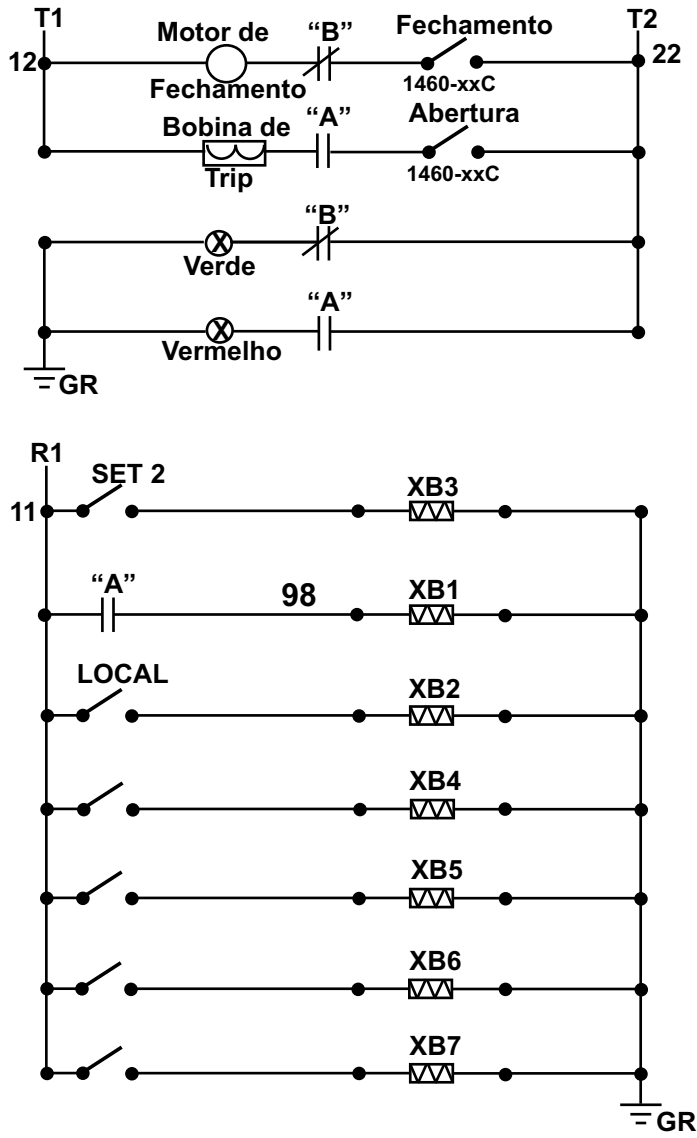 T1
T2
Motor de
“B”
Fechamento
12
22
Fechamento
1460-xxC
Bobina de
“A”
Abertura
Trip
1460-xxC
“B”
X
Verde
“A”
X
Vermelho
GR
R1
SET 2
XB3
11
“A”
98
XB1
LOCAL
XB2
XB4
XB5
XB6
XB7
GR